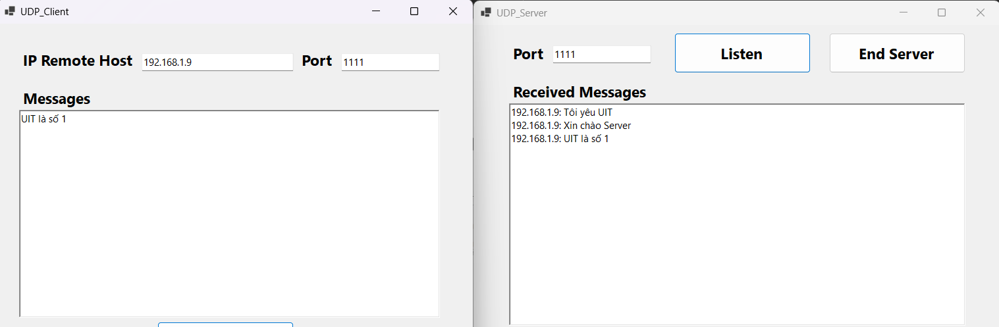 UDP_Client
IP Remote Host 192.168.1.9 Port 1111
Messages
UIT là số 1
UDP_Server
Port 1111 Listen End Server
Received Messages
192.168.1.9: Tôi yêu UIT
192.168.1.9: Xin chào Server
192.168.1.9: UIT là số 1